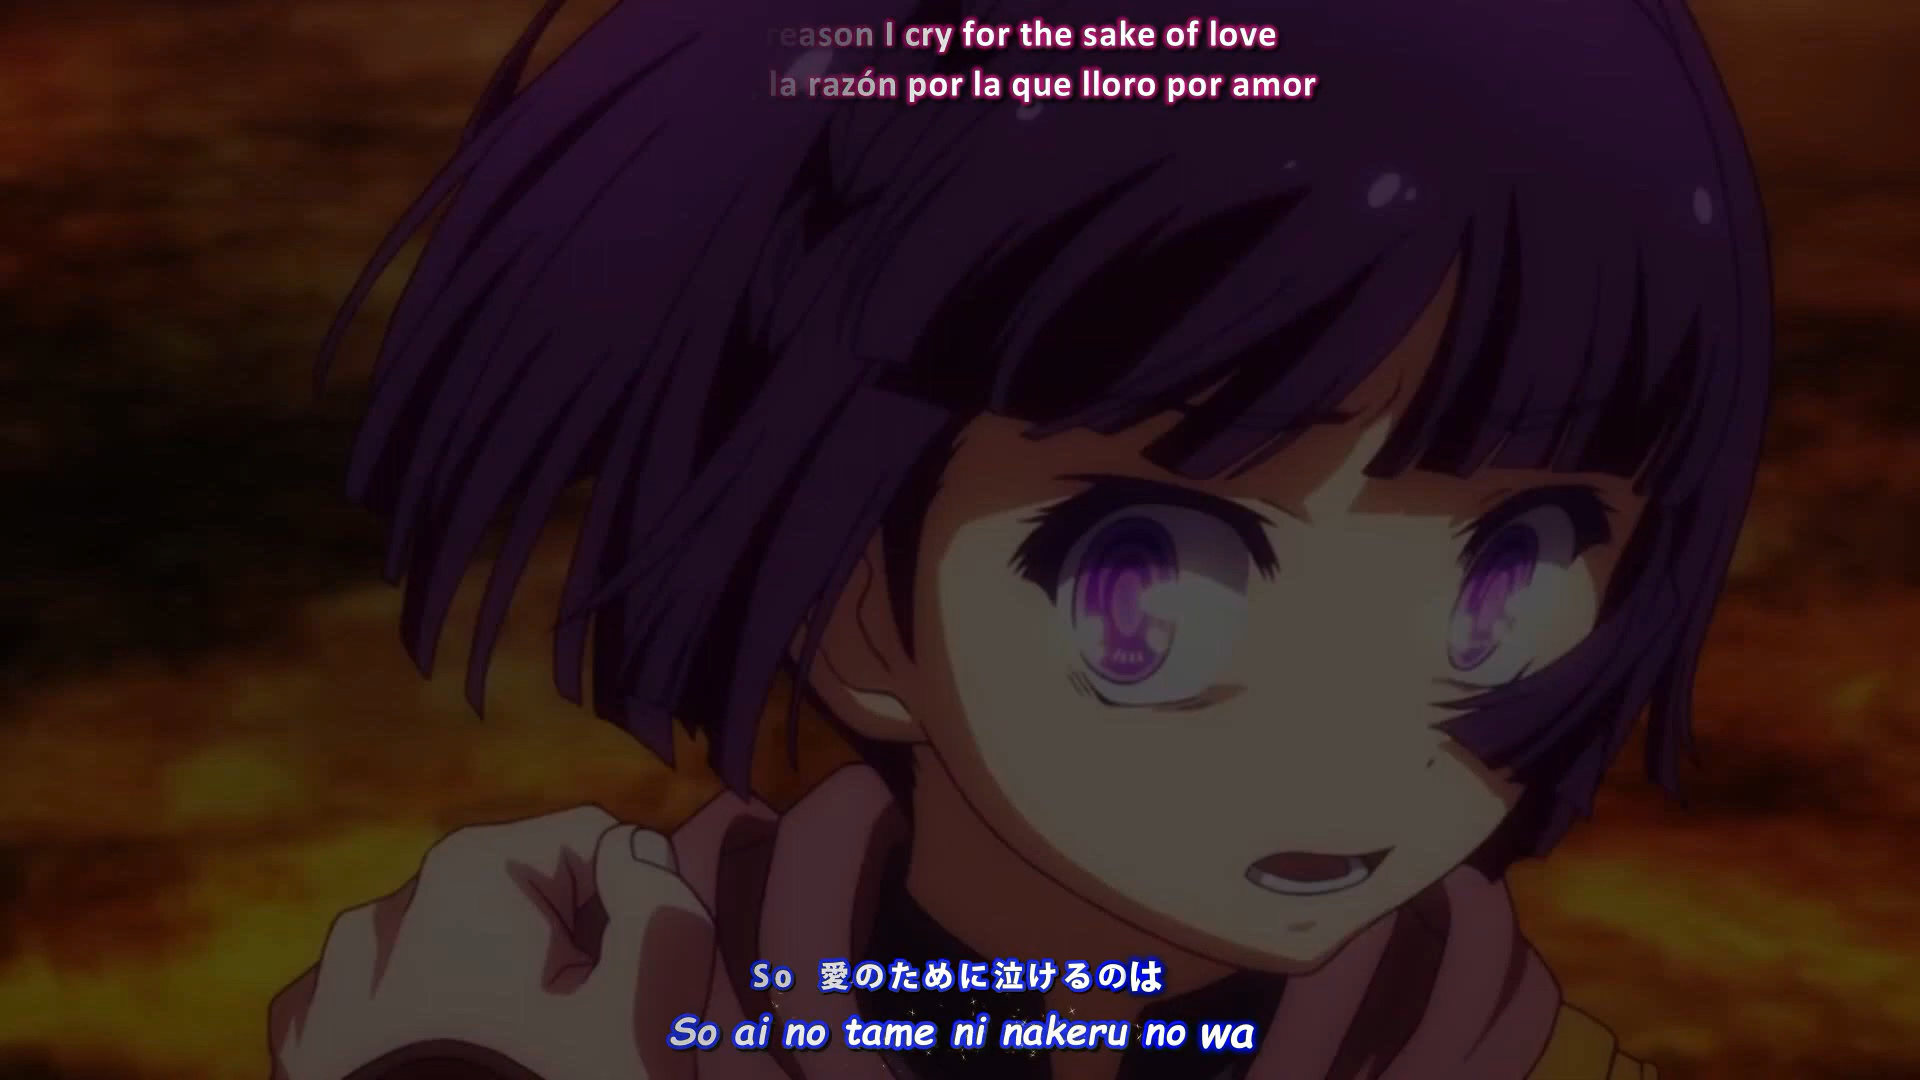 reason I cry for the sake of love
la razón por la que lloro por amor
So 愛のために泣けるのは
So ai no tame ni nakeru no wa